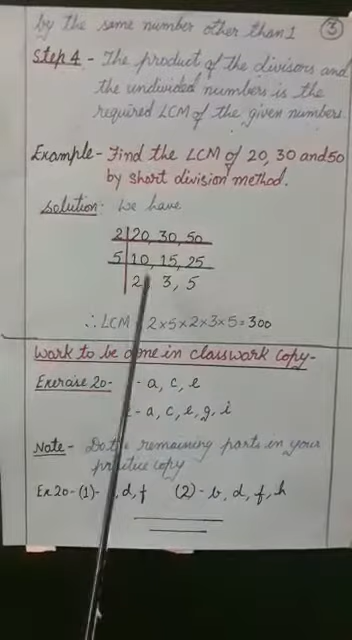 by the same number other than 1 3
Step 4 - The product of the divisors and
the undivided numbers is the
required LCM of the given numbers.
Example - Find the LCM of 20, 30 and 50
by short division method.
Solution:- We have
2 | 20, 30, 50
5 | 10, 15, 25
2, 3, 5
∴ LCM 2×5×2×3×5 = 300
Work to be done in classwork copy-
Exercise 20- - a, c, e
- a, c, e, g, i
Note - Do the remaining parts in your
practice copy
Ex 20-(1)- , d, f (2)- b, d, f, h